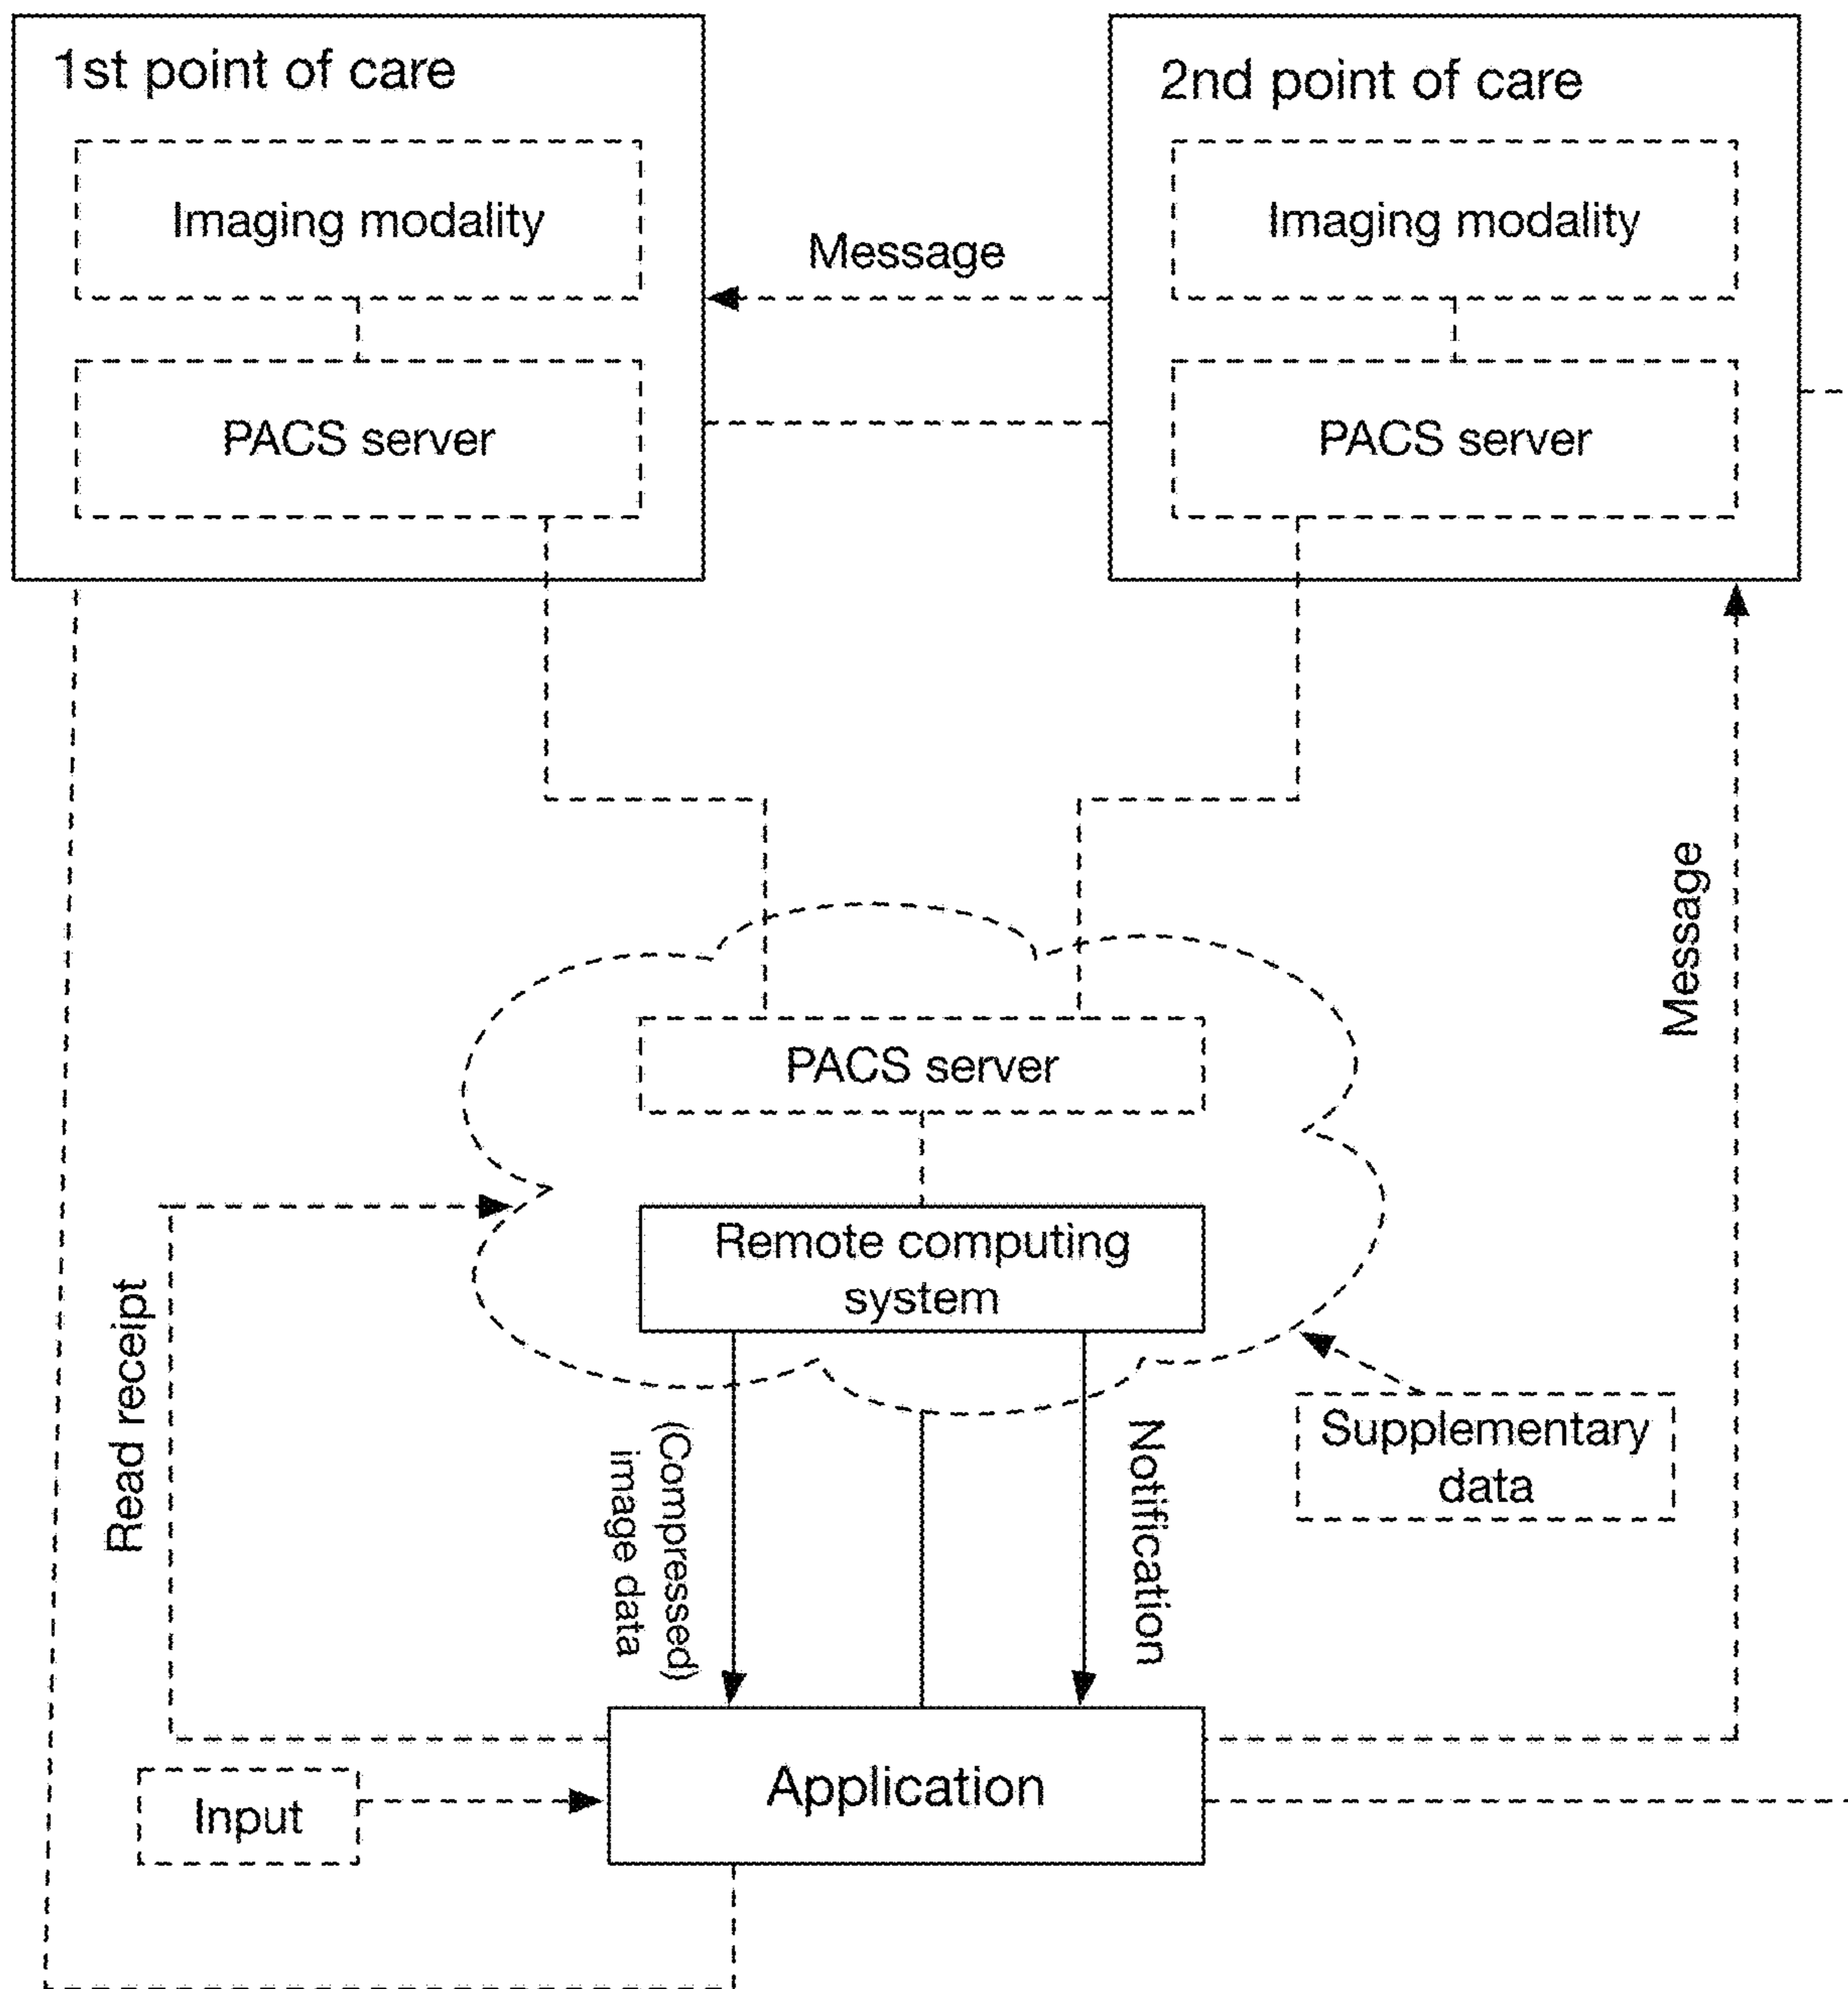 1st point of care
2nd point of care
Imaging modality
Imaging modality
Message
PACS server
PACS server
Message
PACS server
Remote computing
system
Read receipt
(Compressed)
image data
Notification
Supplementary
data
Application
Input